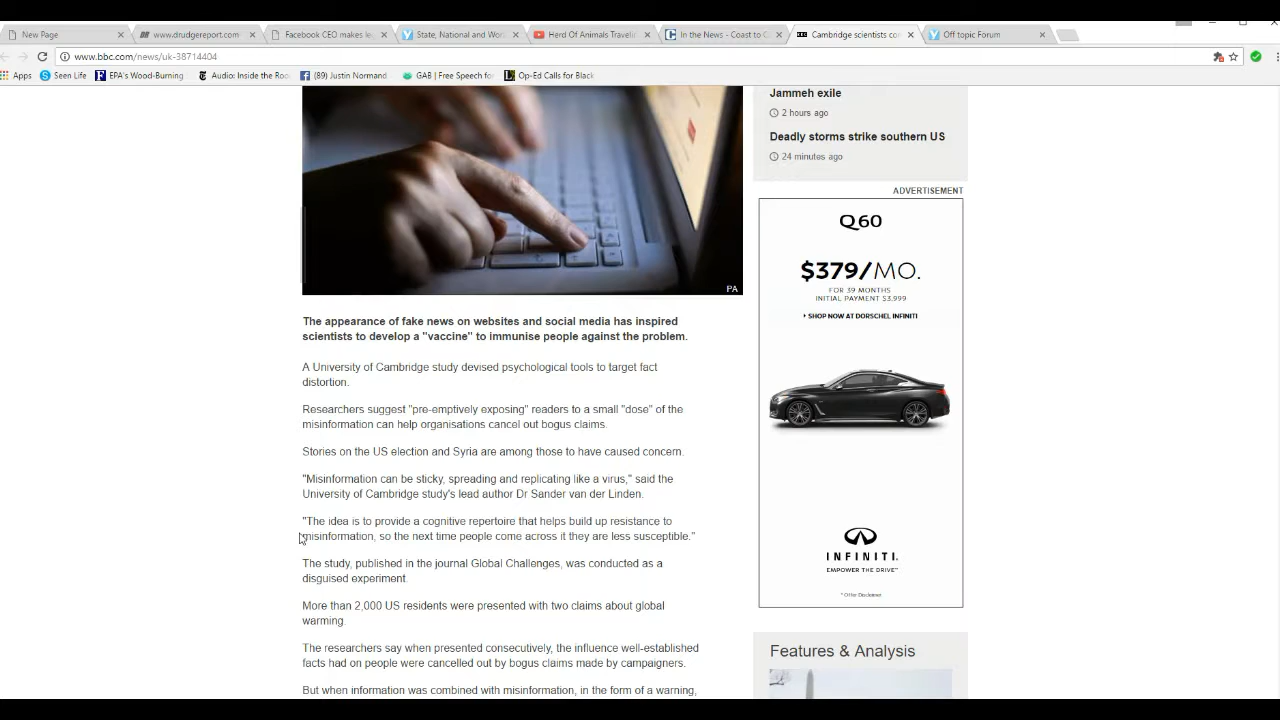 New Page
www.drudgereport.com
Facebook CEO makes le
State, National and Wor
Herd Of Animals Travelin
In the News - Coast to C
Cambridge scientists co
Off topic Forum
www.bbc.com/news/uk-38714404
Apps
Seen Life
EPA's Wood-Burning
Audio: Inside the Roo
(89) Justin Normand
GAB | Free Speech fo
Op-Ed Calls for Black
Jammeh exile
2 hours ago
Deadly storms strike southern US
24 minutes ago
ADVERTISEMENT
Q60
$379/MO.
FOR 39 MONTHS
INITIAL PAYMENT $3,999
SHOP NOW AT DORSCHEL INFINITI
INFINITI.
EMPOWER THE DRIVE™
* Offer Disclaimer
Features & Analysis
PA
The appearance of fake news on websites and social media has inspired
scientists to develop a "vaccine" to immunise people against the problem.
A University of Cambridge study devised psychological tools to target fact
distortion.
Researchers suggest "pre-emptively exposing" readers to a small "dose" of the
misinformation can help organisations cancel out bogus claims.
Stories on the US election and Syria are among those to have caused concern.
"Misinformation can be sticky, spreading and replicating like a virus," said the
University of Cambridge study's lead author Dr Sander van der Linden.
"The idea is to provide a cognitive repertoire that helps build up resistance to
misinformation, so the next time people come across it they are less susceptible."
The study, published in the journal Global Challenges, was conducted as a
disguised experiment.
More than 2,000 US residents were presented with two claims about global
warming.
The researchers say when presented consecutively, the influence well-established
facts had on people were cancelled out by bogus claims made by campaigners.
But when information was combined with misinformation, in the form of a warning,